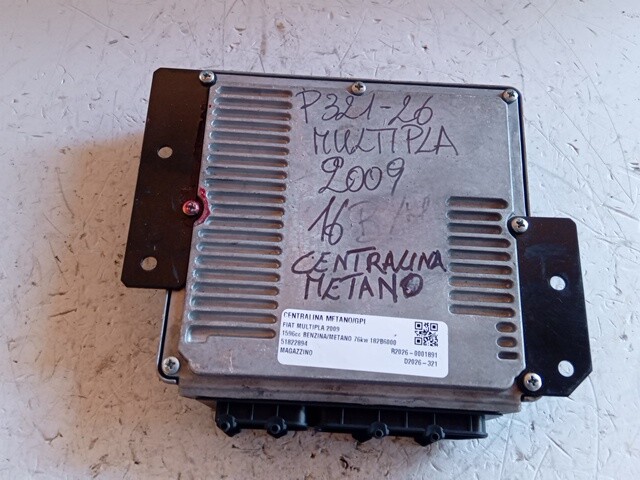 P321-26
MULTIPLA
2009
16
CENTRALINA
METANO
CENTRALINA METANO/GPL
FIAT MULTIPLA 2009
1596cc BENZINA/METANO 76kw 182B6000
51822894
MAGAZZINO
R2026-0001891
D2026-321